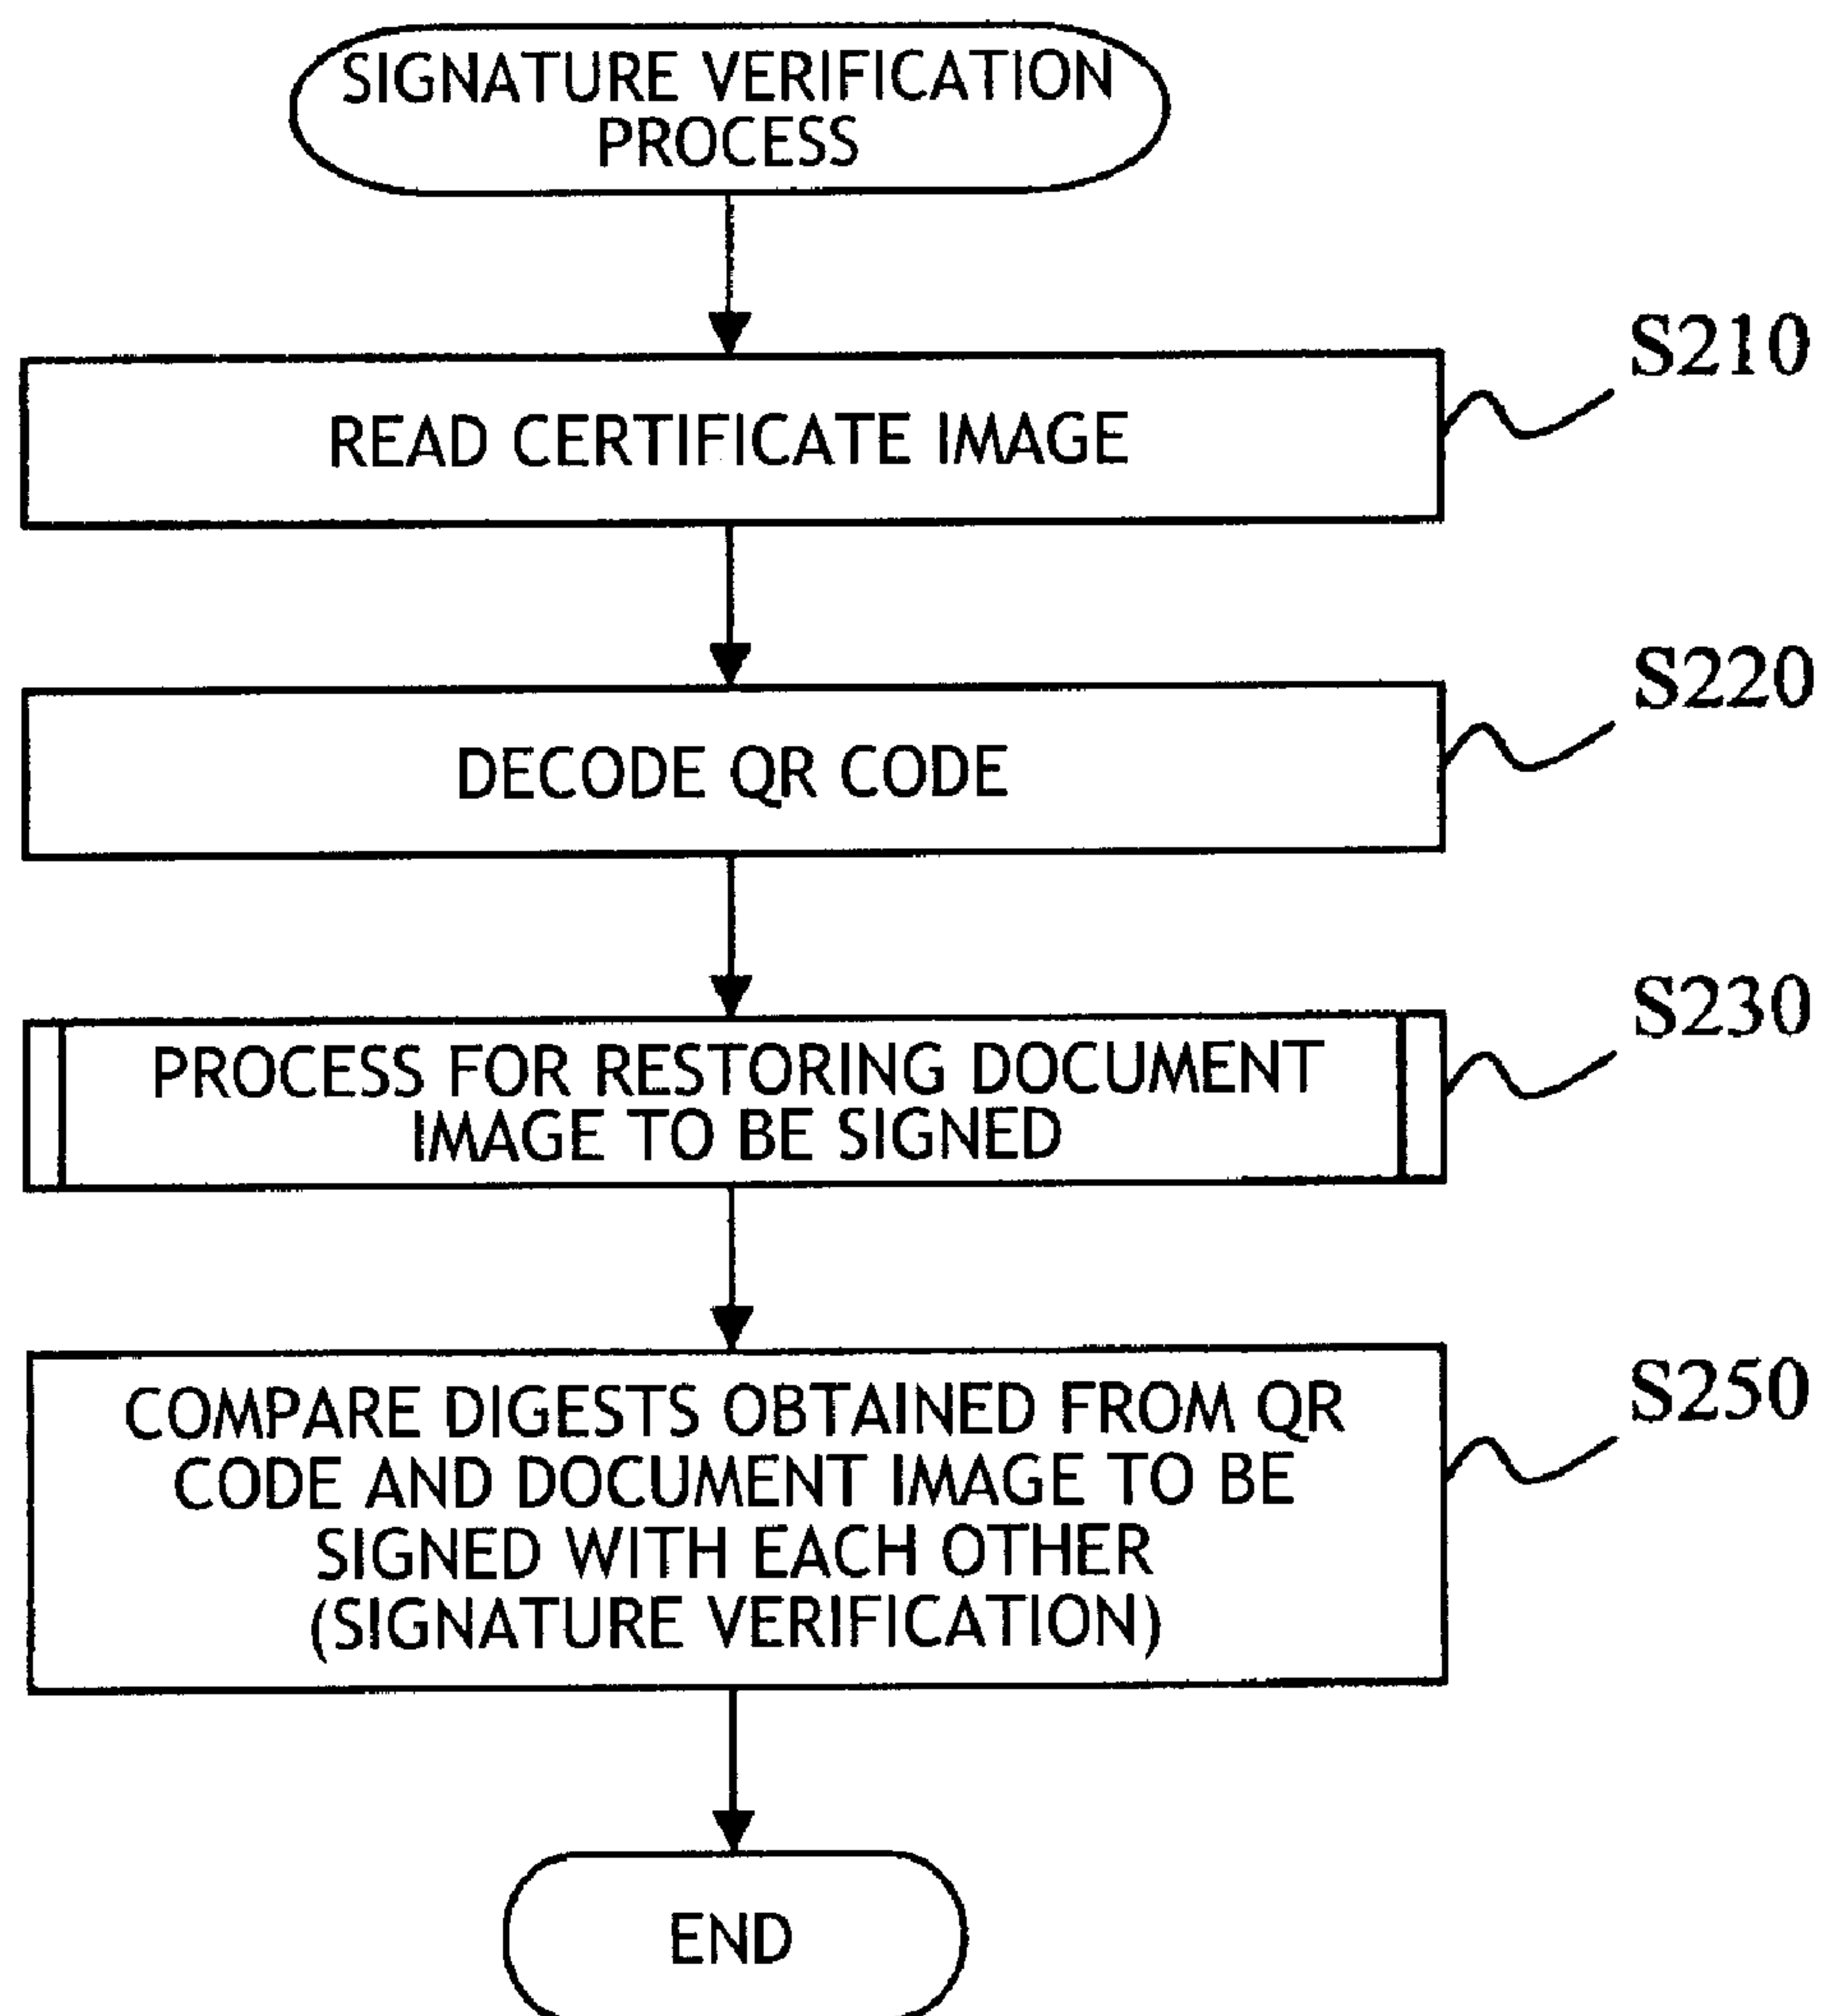 SIGNATURE VERIFICATION
PROCESS
S210
READ CERTIFICATE IMAGE
S220
DECODE QR CODE
S230
PROCESS FOR RESTORING DOCUMENT
IMAGE TO BE SIGNED
S250
COMPARE DIGESTS OBTAINED FROM QR
CODE AND DOCUMENT IMAGE TO BE
SIGNED WITH EACH OTHER
(SIGNATURE VERIFICATION)
END